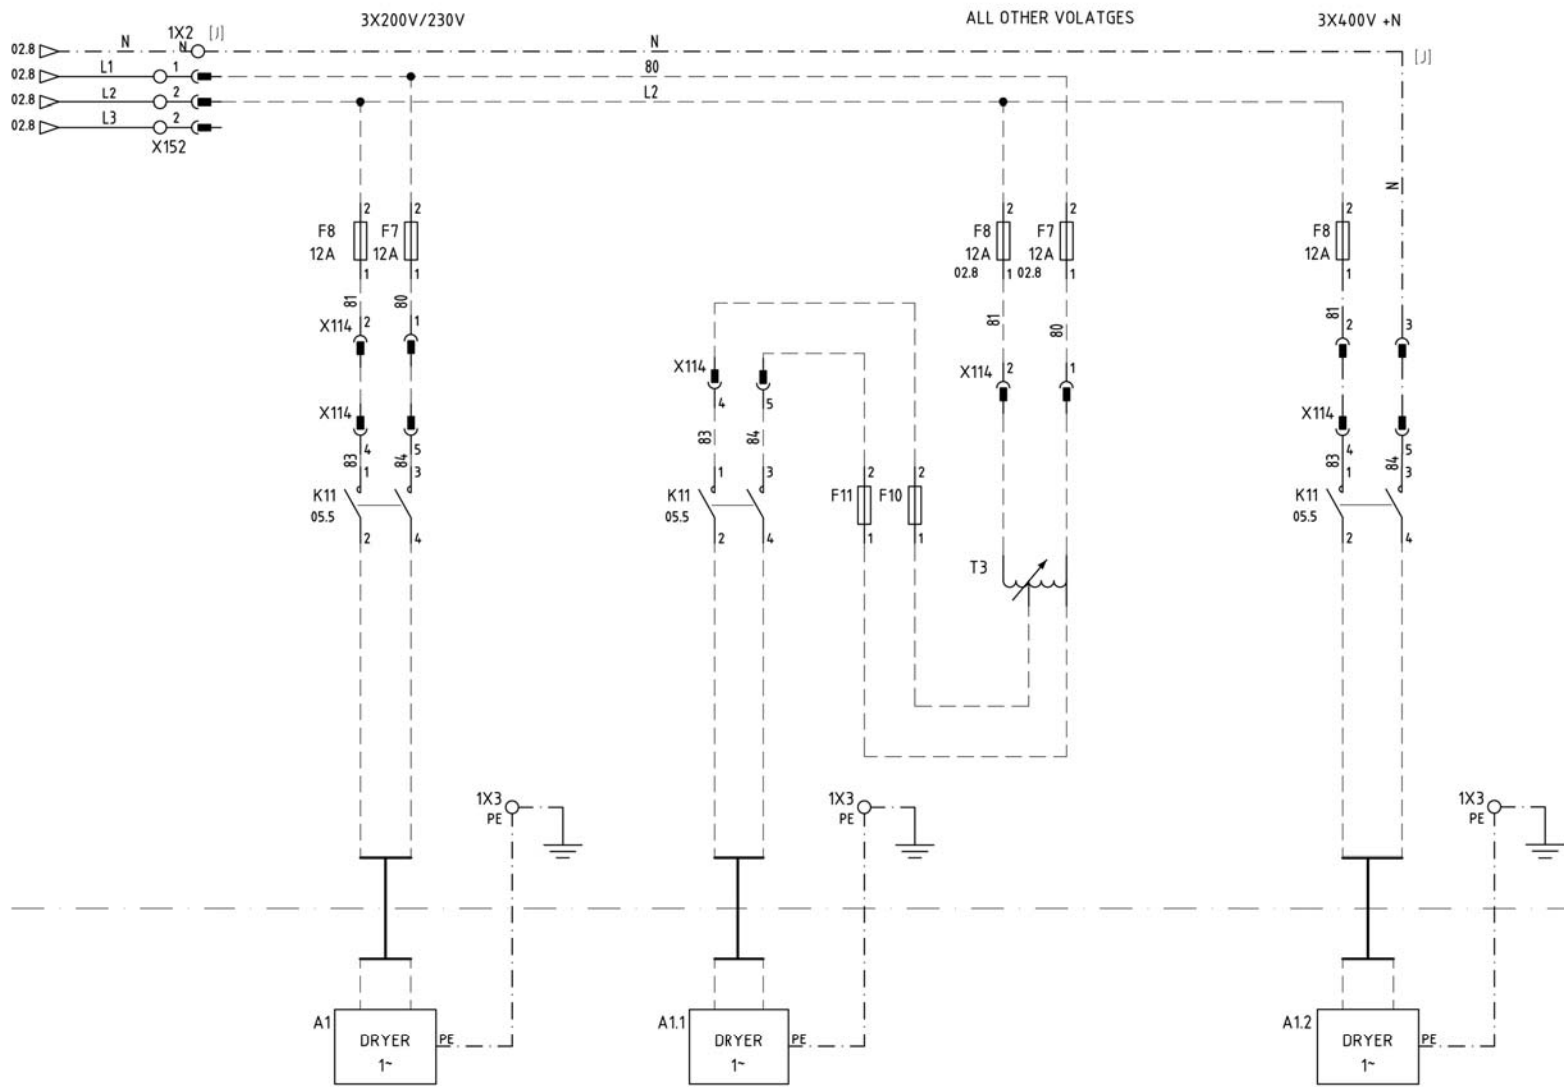 3X200V/230V
ALL OTHER VOLATGES
3X400V +N
02.8 N 1X2 N [J] N [J]
02.8 L1 1 80
02.8 L2 2 L2
02.8 L3 2
X152
N
2 2 2 2 2
F8 F7 F8 F7 F8
12A 12A 12A 12A 12A
1 1 02.8 1 02.8 1 1
81 80 81 80 81
X114 2 1 2 3
X114 X114 2 1
4 5
X114 X114
4 5 83 84 4 5
83 84 83 84
1 3 1 3 2 2 1 3
K11 K11 F11 F10 K11
05.5 05.5 05.5
2 4 2 4 1 1 2 4
T3
1X3 1X3 1X3
PE PE PE
A1 A1.1 A1.2
DRYER PE DRYER PE DRYER PE
1~ 1~ 1~